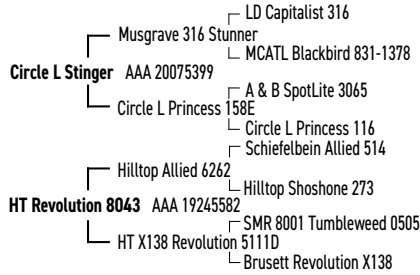 LD Capitalist 316
Musgrave 316 Stunner
MCATL Blackbird 831-1378
Circle L Stinger AAA 20075399
A & B SpotLite 3065
Circle L Princess 158E
Circle L Princess 116
Schiefelbein Allied 514
Hilltop Allied 6262
Hilltop Shoshone 273
HT Revolution 8043 AAA 19245582
SMR 8001 Tumbleweed 0505
HT X138 Revolution 5111D
Brusett Revolution X138